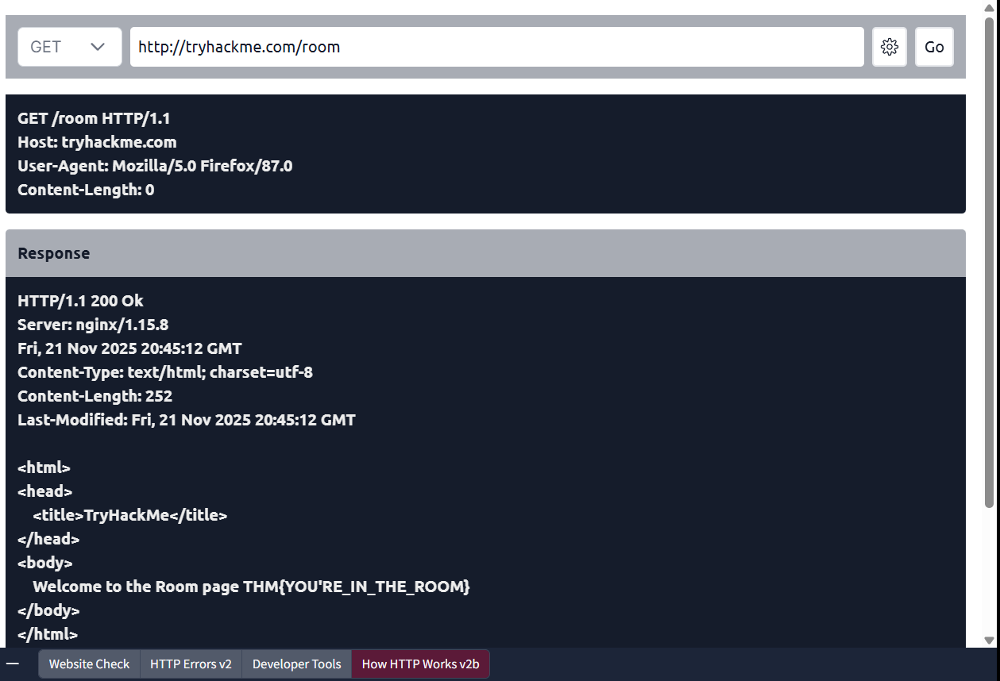 GET
http://tryhackme.com/room
Go
GET /room HTTP/1.1
Host: tryhackme.com
User-Agent: Mozilla/5.0 Firefox/87.0
Content-Length: 0
Response
HTTP/1.1 200 Ok
Server: nginx/1.15.8
Fri, 21 Nov 2025 20:45:12 GMT
Content-Type: text/html; charset=utf-8
Content-Length: 252
Last-Modified: Fri, 21 Nov 2025 20:45:12 GMT
<html>
<head>
<title>TryHackMe</title>
</head>
<body>
Welcome to the Room page THM{YOU'RE_IN_THE_ROOM}
</body>
</html>
Website Check
HTTP Errors v2
Developer Tools
How HTTP Works v2b